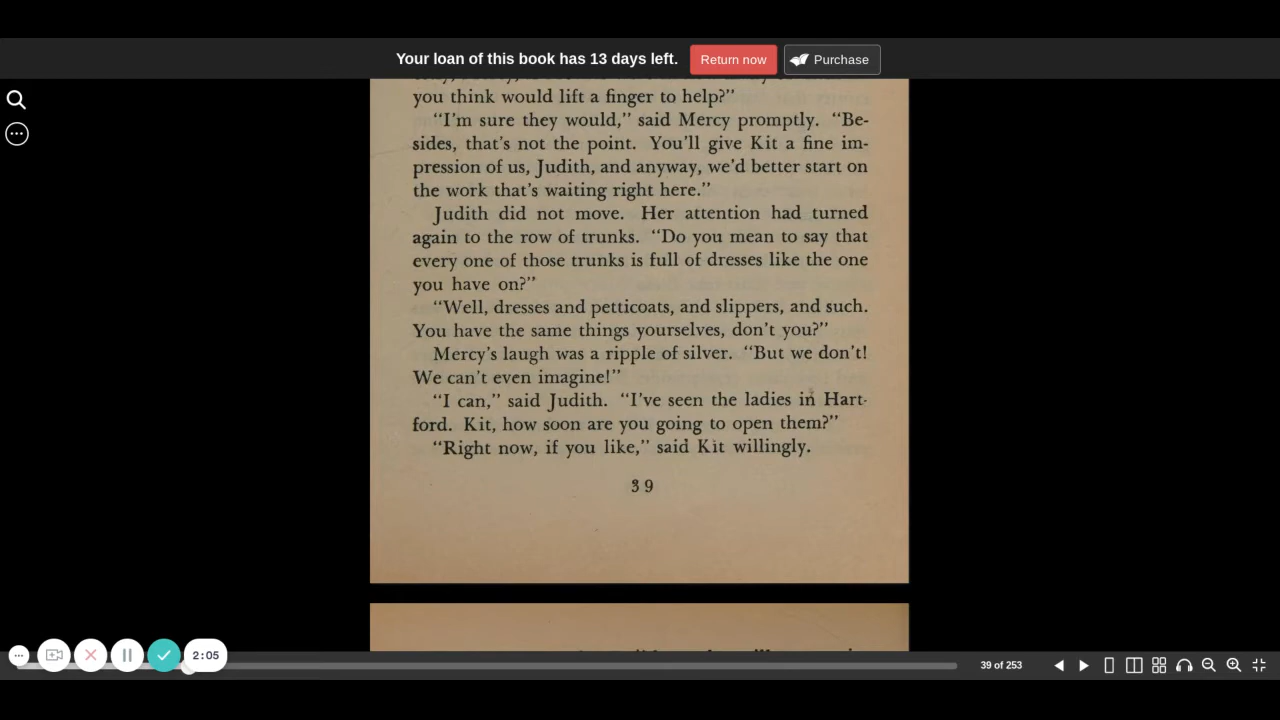 Your loan of this book has 13 days left. Return now Purchase
you think would lift a finger to help?”
“I’m sure they would,” said Mercy promptly. “Be-
sides, that’s not the point. You’ll give Kit a fine im-
pression of us, Judith, and anyway, we’d better start on
the work that’s waiting right here.”
Judith did not move. Her attention had turned
again to the row of trunks. “Do you mean to say that
every one of those trunks is full of dresses like the one
you have on?”
“Well, dresses and petticoats, and slippers, and such.
You have the same things yourselves, don’t you?”
Mercy’s laugh was a ripple of silver. “But we don’t!
We can’t even imagine!”
“I can,” said Judith. “I’ve seen the ladies in Hart-
ford. Kit, how soon are you going to open them?”
“Right now, if you like,” said Kit willingly.
39
2:05
39 of 253